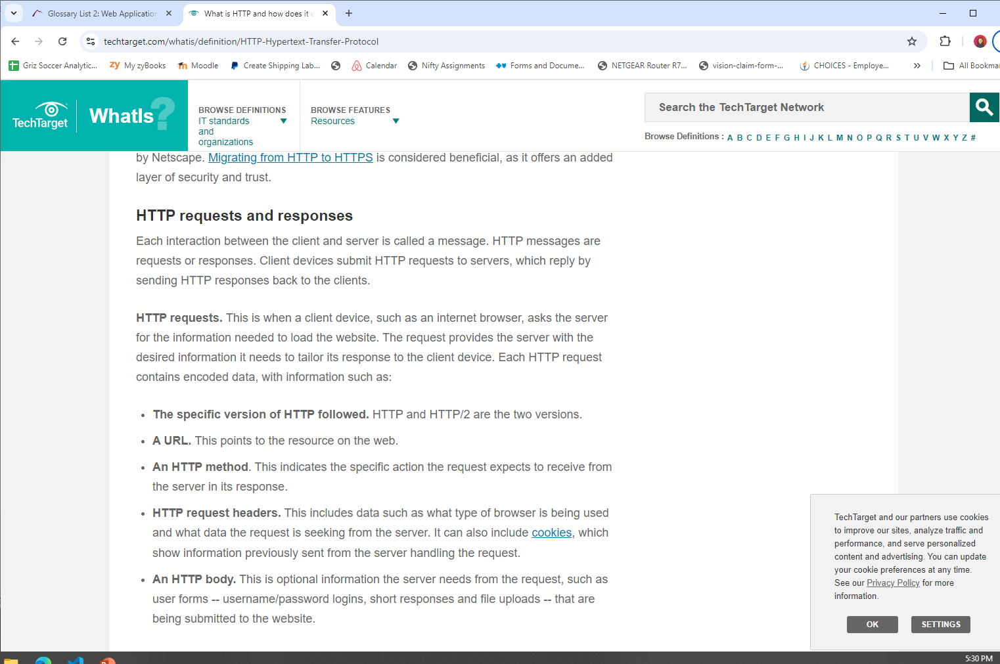 Glossary List 2: Web Application
What is HTTP and how does it w
techtarget.com/whatis/definition/HTTP-Hypertext-Transfer-Protocol
Griz Soccer Analytic...
zy My zyBooks
Moodle
Create Shipping Lab...
Calendar
Nifty Assignments
Forms and Docume...
NETGEAR Router R7...
vision-claim-form-...
CHOICES - Employe...
»
All Bookmar
TechTarget
WhatIs?
BROWSE DEFINITIONS
IT standards
and
organizations
BROWSE FEATURES
Resources
Search the TechTarget Network
Browse Definitions : A B C D E F G H I J K L M N O P Q R S T U V W X Y Z #
by Netscape. Migrating from HTTP to HTTPS is considered beneficial, as it offers an added
layer of security and trust.
HTTP requests and responses
Each interaction between the client and server is called a message. HTTP messages are
requests or responses. Client devices submit HTTP requests to servers, which reply by
sending HTTP responses back to the clients.
HTTP requests. This is when a client device, such as an internet browser, asks the server
for the information needed to load the website. The request provides the server with the
desired information it needs to tailor its response to the client device. Each HTTP request
contains encoded data, with information such as:
• The specific version of HTTP followed. HTTP and HTTP/2 are the two versions.
• A URL. This points to the resource on the web.
• An HTTP method. This indicates the specific action the request expects to receive from
the server in its response.
• HTTP request headers. This includes data such as what type of browser is being used
and what data the request is seeking from the server. It can also include cookies, which
show information previously sent from the server handling the request.
• An HTTP body. This is optional information the server needs from the request, such as
user forms -- username/password logins, short responses and file uploads -- that are
being submitted to the website.
TechTarget and our partners use cookies
to improve our sites, analyze traffic and
performance, and serve personalized
content and advertising. You can update
your cookie preferences at any time.
See our Privacy Policy for more
information.
OK
SETTINGS
5:30 PM